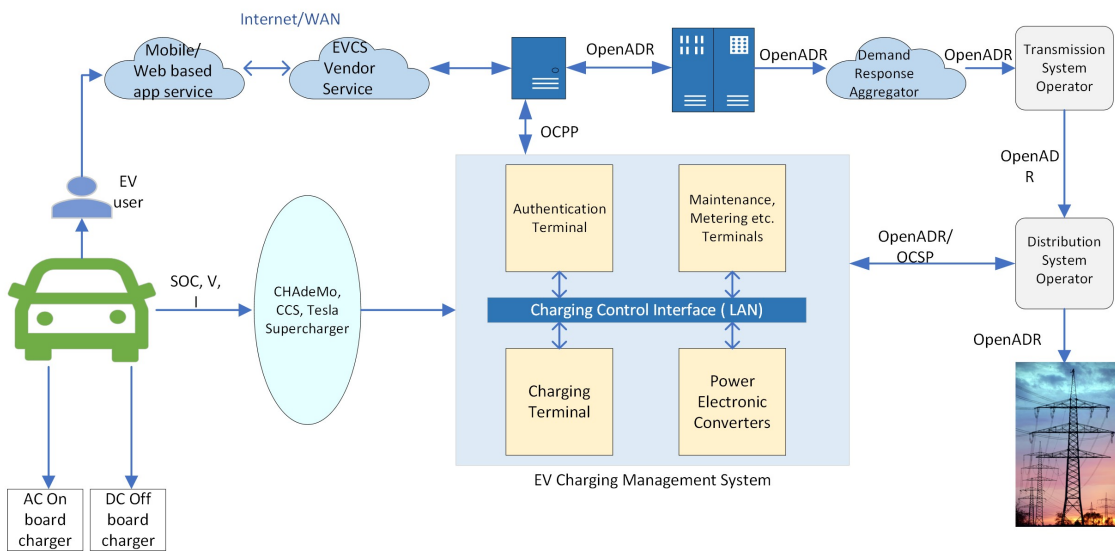 Internet/WAN
Mobile/
Web based
app service
EVCS
Vendor
Service
OpenADR
OpenADR
Demand
Response
Aggregator
OpenADR
Transmission
System
Operator
OCPP
OpenAD
R
EV
user
Authentication
Terminal
Maintenance,
Metering etc.
Terminals
OpenADR/
OCSP
Distribution
System
Operator
SOC, V,
I
CHAdeMo,
CCS, Tesla
Supercharger
Charging Control Interface ( LAN)
OpenADR
Charging
Terminal
Power
Electronic
Converters
EV Charging Management System
AC On
board
charger
DC Off
board
charger